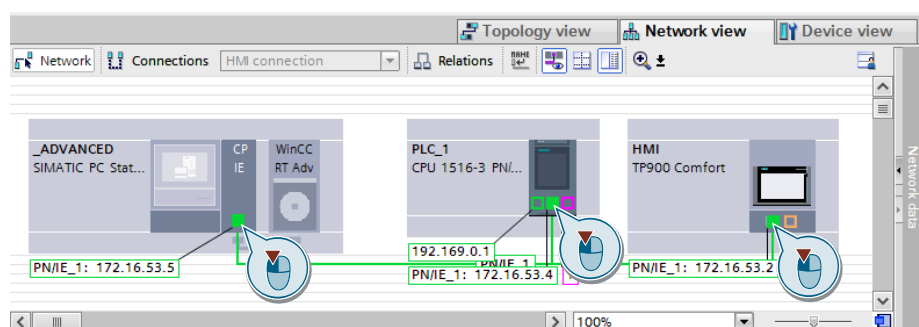 Topology view Network view Device view
Network Connections HMI connection Relations
_ADVANCED
SIMATIC PC Stat...
CP
IE
WinCC
RT Adv
PLC_1
CPU 1516-3 PN/...
HMI
TP900 Comfort
192.169.0.1
PN/IE_1
PN/IE_1: 172.16.53.5
PN/IE_1: 172.16.53.4
PN/IE_1: 172.16.53.2
100%
Network data